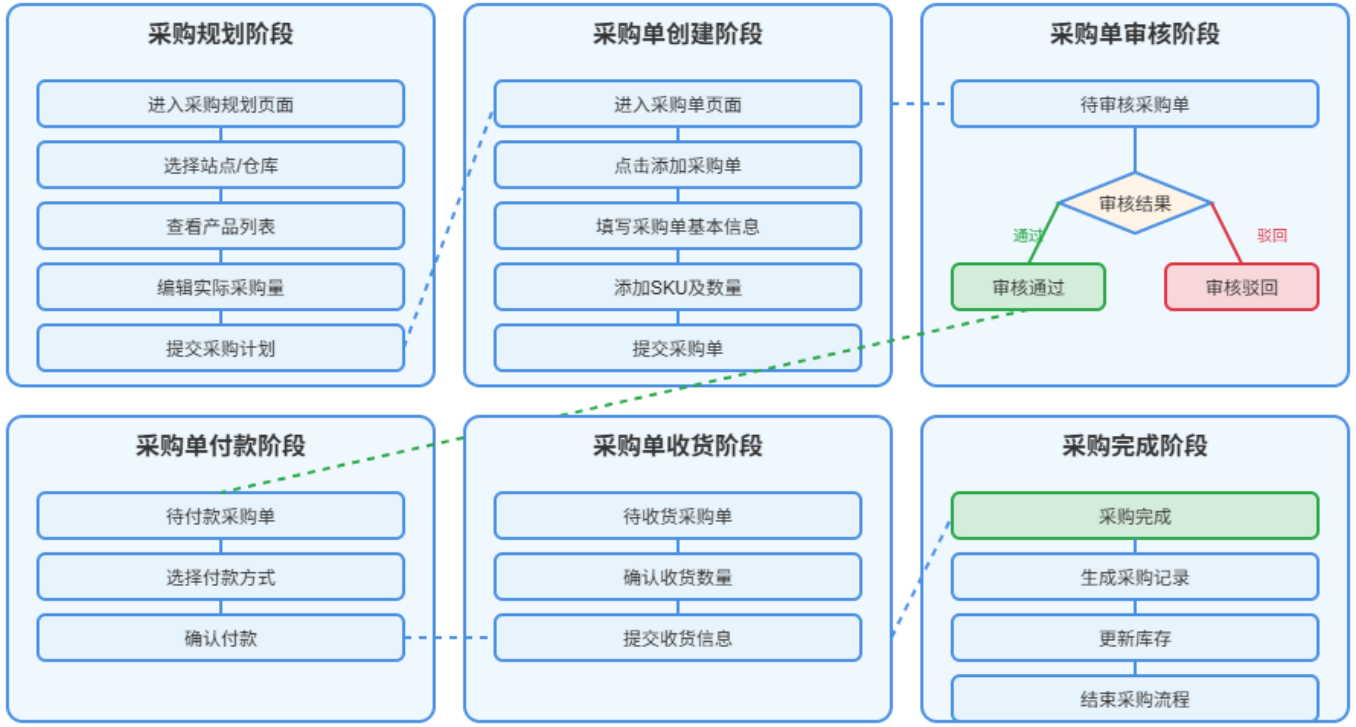 采购规划阶段
进入采购规划页面
选择站点/仓库
查看产品列表
编辑实际采购量
提交采购计划
采购单创建阶段
进入采购单页面
点击添加采购单
填写采购单基本信息
添加SKU及数量
提交采购单
采购单审核阶段
待审核采购单
审核结果
通过
驳回
审核通过
审核驳回
采购单付款阶段
待付款采购单
选择付款方式
确认付款
采购单收货阶段
待收货采购单
确认收货数量
提交收货信息
采购完成阶段
采购完成
生成采购记录
更新库存
结束采购流程